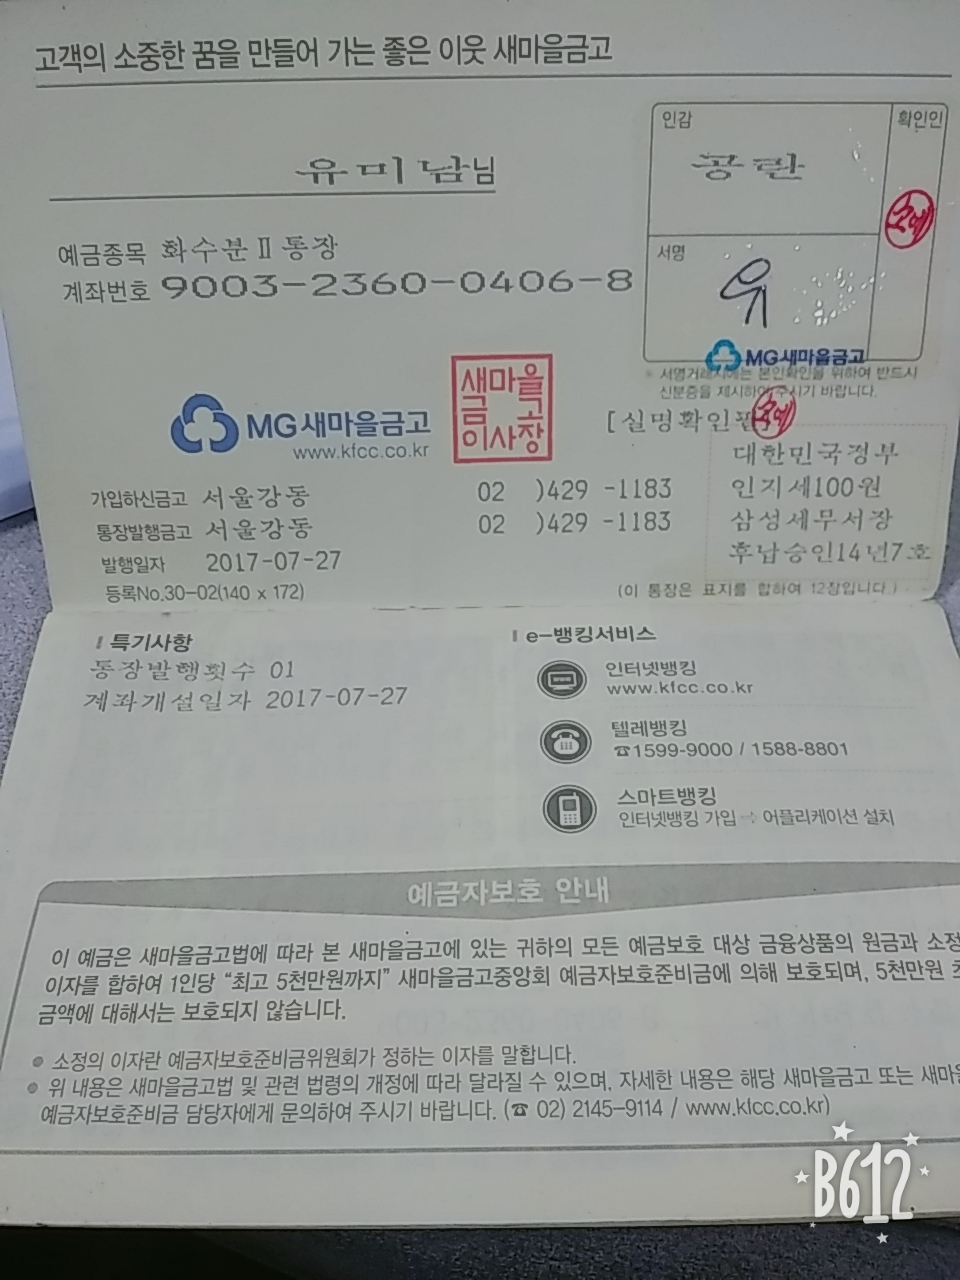 고객의 소중한 꿈을 만들어 가는 좋은 이웃 새마을금고
인감
확인인
공란
유미남님
예금종목 화수분Ⅱ통장
계좌번호 9003-2360-0406-8
서명
유
MG새마을금고
* 서명거래시에는 본인확인을 위하여 반드시
신분증을 제시하여 주시기 바랍니다.
MG새마을금고
www.kfcc.co.kr
새마을
금고
이사장
[실명확인필]
대한민국정부
인지세100원
삼성세무서장
후납승인14년7호
가입하신금고 서울강동 02 )429 -1183
통장발행금고 서울강동 02 )429 -1183
발행일자 2017-07-27
등록No.30-02(140 x 172)
(이 통장은 표지를 합하여 12장입니다.)
특기사항
통장발행횟수 01
계좌개설일자 2017-07-27
e-뱅킹서비스
인터넷뱅킹
www.kfcc.co.kr
텔레뱅킹
☎1599-9000 / 1588-8801
스마트뱅킹
인터넷뱅킹 가입 → 어플리케이션 설치
예금자보호 안내
이 예금은 새마을금고법에 따라 본 새마을금고에 있는 귀하의 모든 예금보호 대상 금융상품의 원금과 소정
이자를 합하여 1인당 “최고 5천만원까지” 새마을금고중앙회 예금자보호준비금에 의해 보호되며, 5천만원 초
금액에 대해서는 보호되지 않습니다.
● 소정의 이자란 예금자보호준비금위원회가 정하는 이자를 말합니다.
● 위 내용은 새마을금고법 및 관련 법령의 개정에 따라 달라질 수 있으며, 자세한 내용은 해당 새마을금고 또는 새마을
예금자보호준비금 담당자에게 문의하여 주시기 바랍니다. (☎ 02) 2145-9114 / www.kfcc.co.kr)
B612